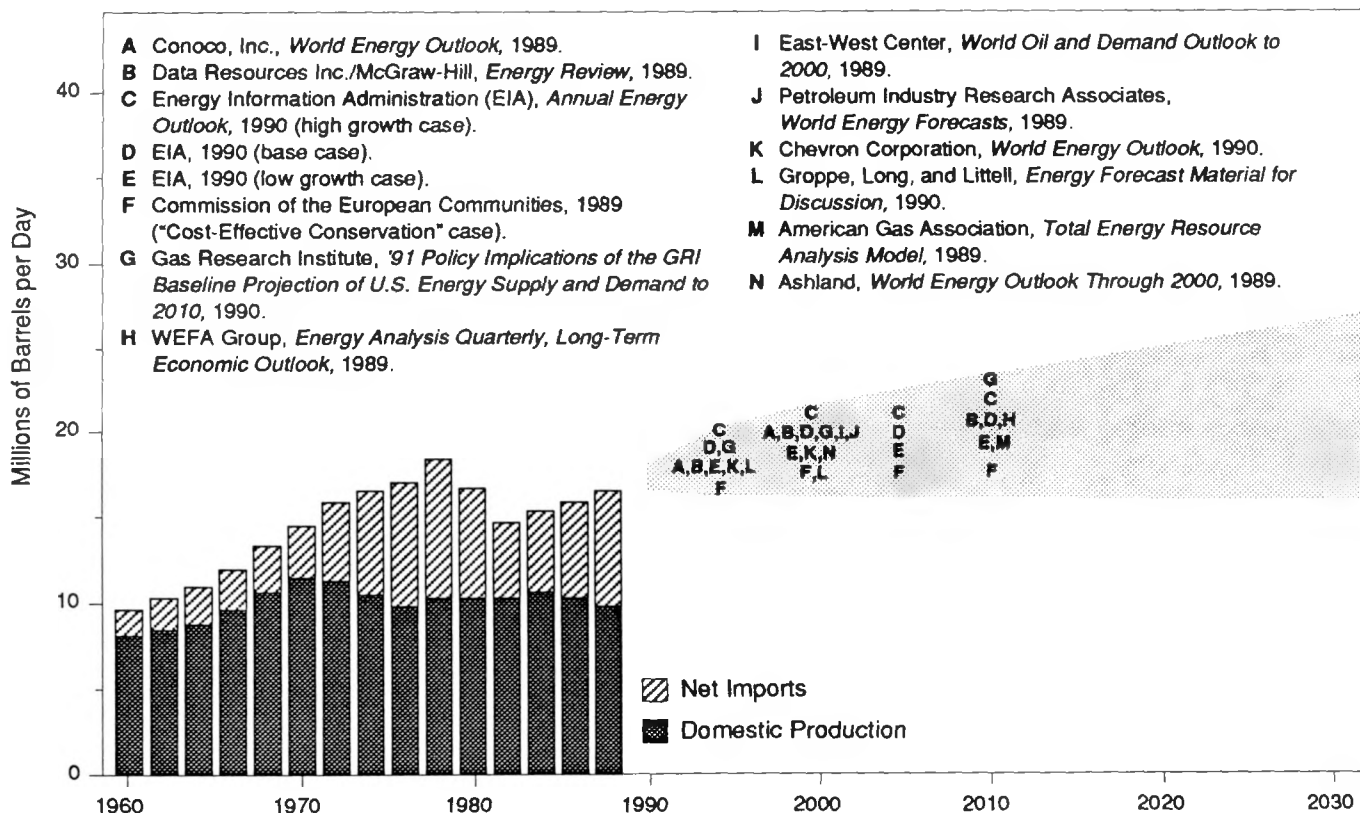 A Conoco, Inc., World Energy Outlook, 1989.
B Data Resources Inc./McGraw-Hill, Energy Review, 1989.
C Energy Information Administration (EIA), Annual Energy
Outlook, 1990 (high growth case).
D EIA, 1990 (base case).
E EIA, 1990 (low growth case).
F Commission of the European Communities, 1989
("Cost-Effective Conservation" case).
G Gas Research Institute, '91 Policy Implications of the GRI
Baseline Projection of U.S. Energy Supply and Demand to
2010, 1990.
H WEFA Group, Energy Analysis Quarterly, Long-Term
Economic Outlook, 1989.
I East-West Center, World Oil and Demand Outlook to
2000, 1989.
J Petroleum Industry Research Associates,
World Energy Forecasts, 1989.
K Chevron Corporation, World Energy Outlook, 1990.
L Groppe, Long, and Littell, Energy Forecast Material for
Discussion, 1990.
M American Gas Association, Total Energy Resource
Analysis Model, 1989.
N Ashland, World Energy Outlook Through 2000, 1989.
Millions of Barrels per Day
40
30
20
10
0
C
D,G
A,B,E,K,L
F
C
A,B,D,G,I,J
E,K,N
F,L
C
D
E
F
G
C
B,D,H
E,M
F
Net Imports
Domestic Production
1960
1970
1980
1990
2000
2010
2020
2030